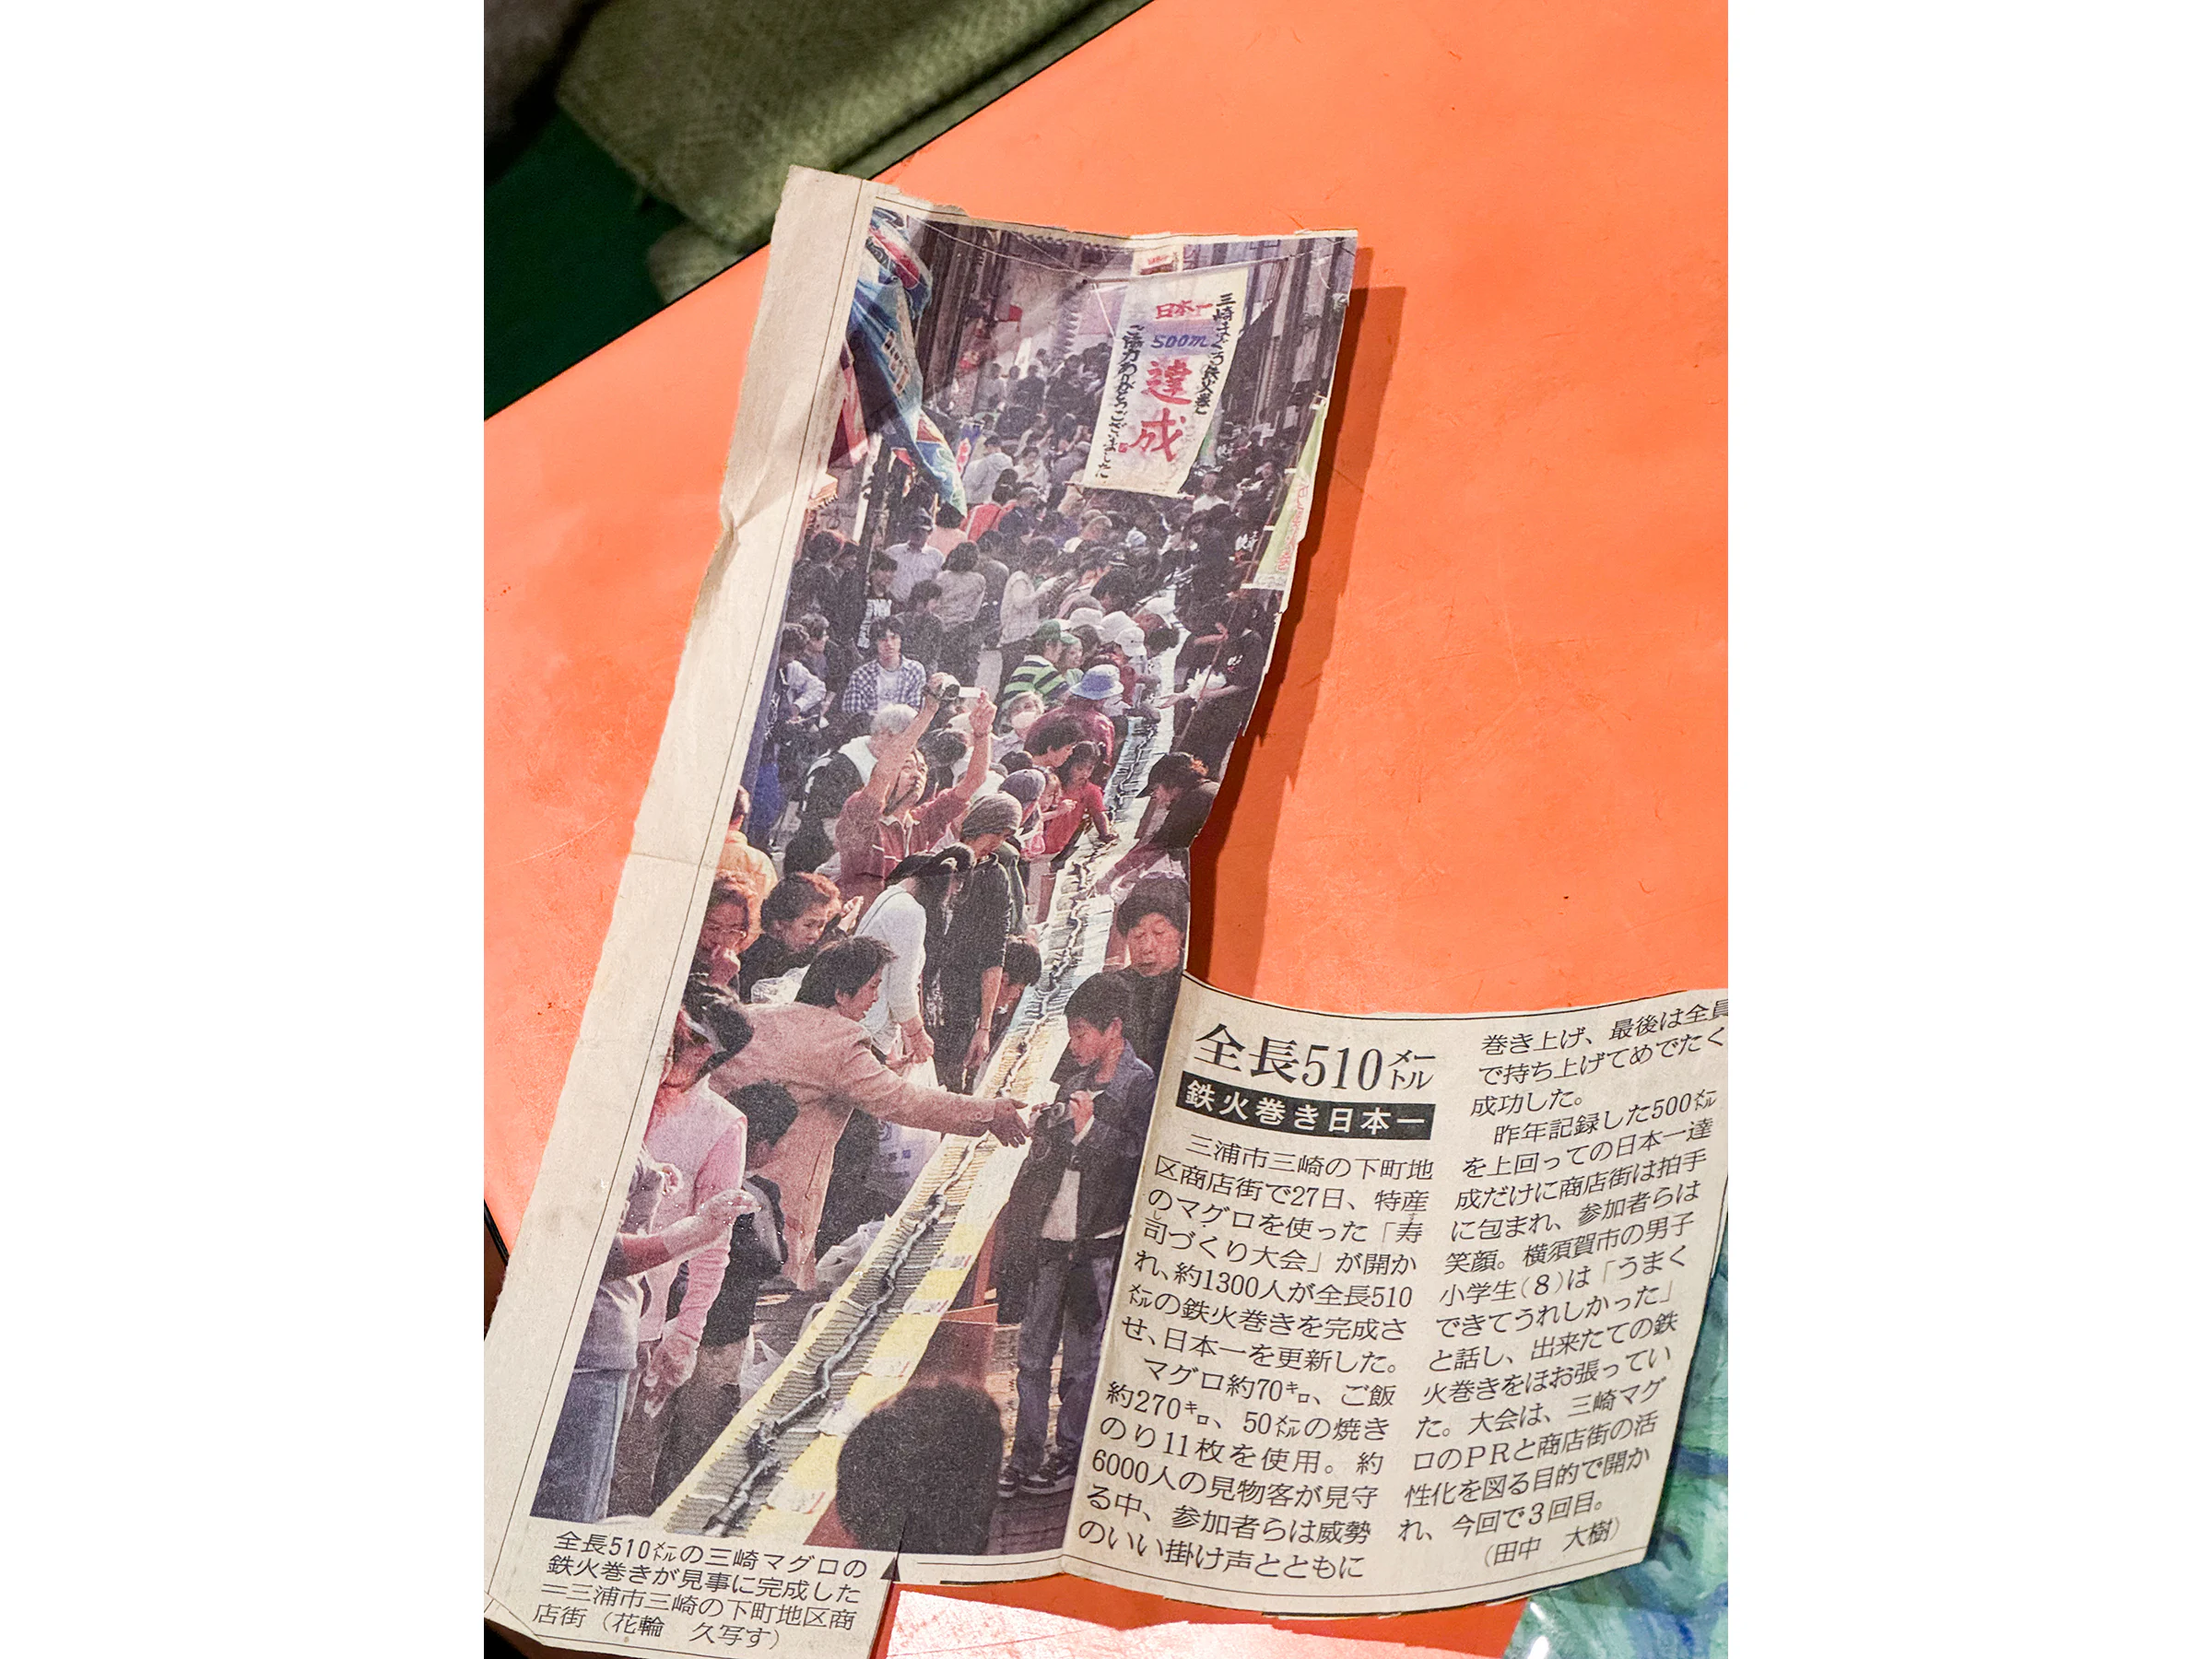 三崎まぐろ鉄火巻に
日本一
500m
達成
ご協力ありがとうございました
全長510メートル
鉄火巻き日本一
三浦市三崎の下町地
区商店街で27日、特産
のマグロを使った「寿
司づくり大会」が開か
れ、約1300人が全長510
メートルの鉄火巻きを完成さ
せ、日本一を更新した。
マグロ約70キロ、ご飯
約270キロ、50メートルの焼き
のり11枚を使用。約
6000人の見物客が見守
る中、参加者らは威勢
のいい掛け声とともに
巻き上げ、最後は全員
で持ち上げてめでたく
成功した。
昨年記録した500メートル
を上回っての日本一達
成だけに商店街は拍手
に包まれ、参加者らは
笑顔。横須賀市の男子
小学生(8)は「うまく
できてうれしかった」
と話し、出来たての鉄
火巻きをほお張ってい
た。大会は、三崎マグ
ロのPRと商店街の活
性化を図る目的で開か
れ、今回で3回目。
(田中 大樹)
全長510メートルの三崎マグロの
鉄火巻きが見事に完成した
=三浦市三崎の下町地区商
店街(花輪 久写す)